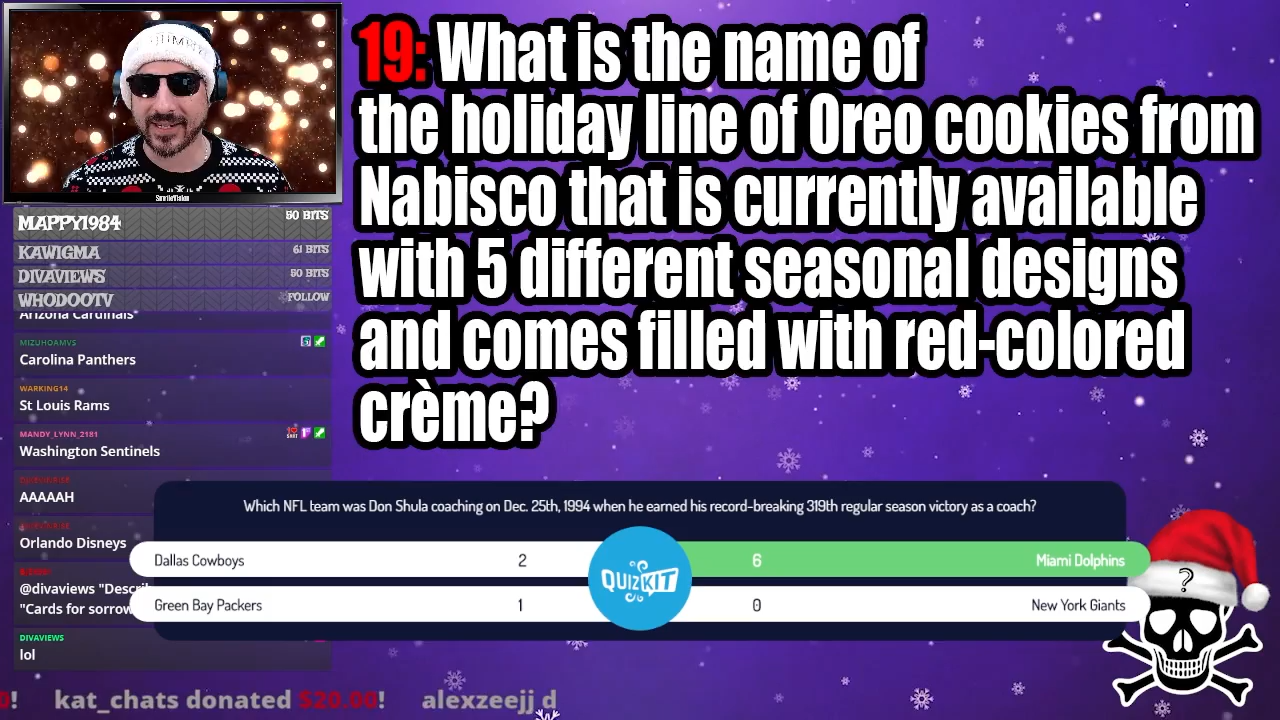 19: What is the name of
the holiday line of Oreo cookies from
Nabisco that is currently available
with 5 different seasonal designs
and comes filled with red-colored
crème?
MAPPY1984 50 BITS
KAWIGMA 61 BITS
DIVAVIEWS 50 BITS
WHODOOTV FOLLOW
Arizona Cardinals*
MIZUHOAMVS
Carolina Panthers
WARKING14
St Louis Rams
MANDY_LYNN_2181
Washington Sentinels
AAAAAH
Orlando Disneys
@divaviews "Descri
"Cards for sorrow
DIVAVIEWS
lol
Which NFL team was Don Shula coaching on Dec. 25th, 1994 when he earned his record-breaking 319th regular season victory as a coach?
Dallas Cowboys 2 6 Miami Dolphins
Green Bay Packers 1 0 New York Giants
QUIZKIT
?
0! kat_chats donated $20.00! alexzeejj d